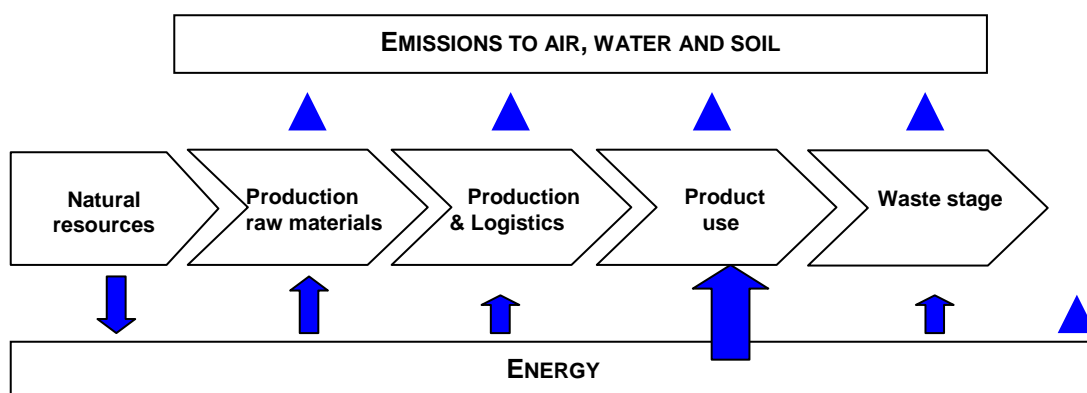 EMISSIONS TO AIR, WATER AND SOIL
Natural
resources
Production
raw materials
Production
& Logistics
Product
use
Waste stage
ENERGY